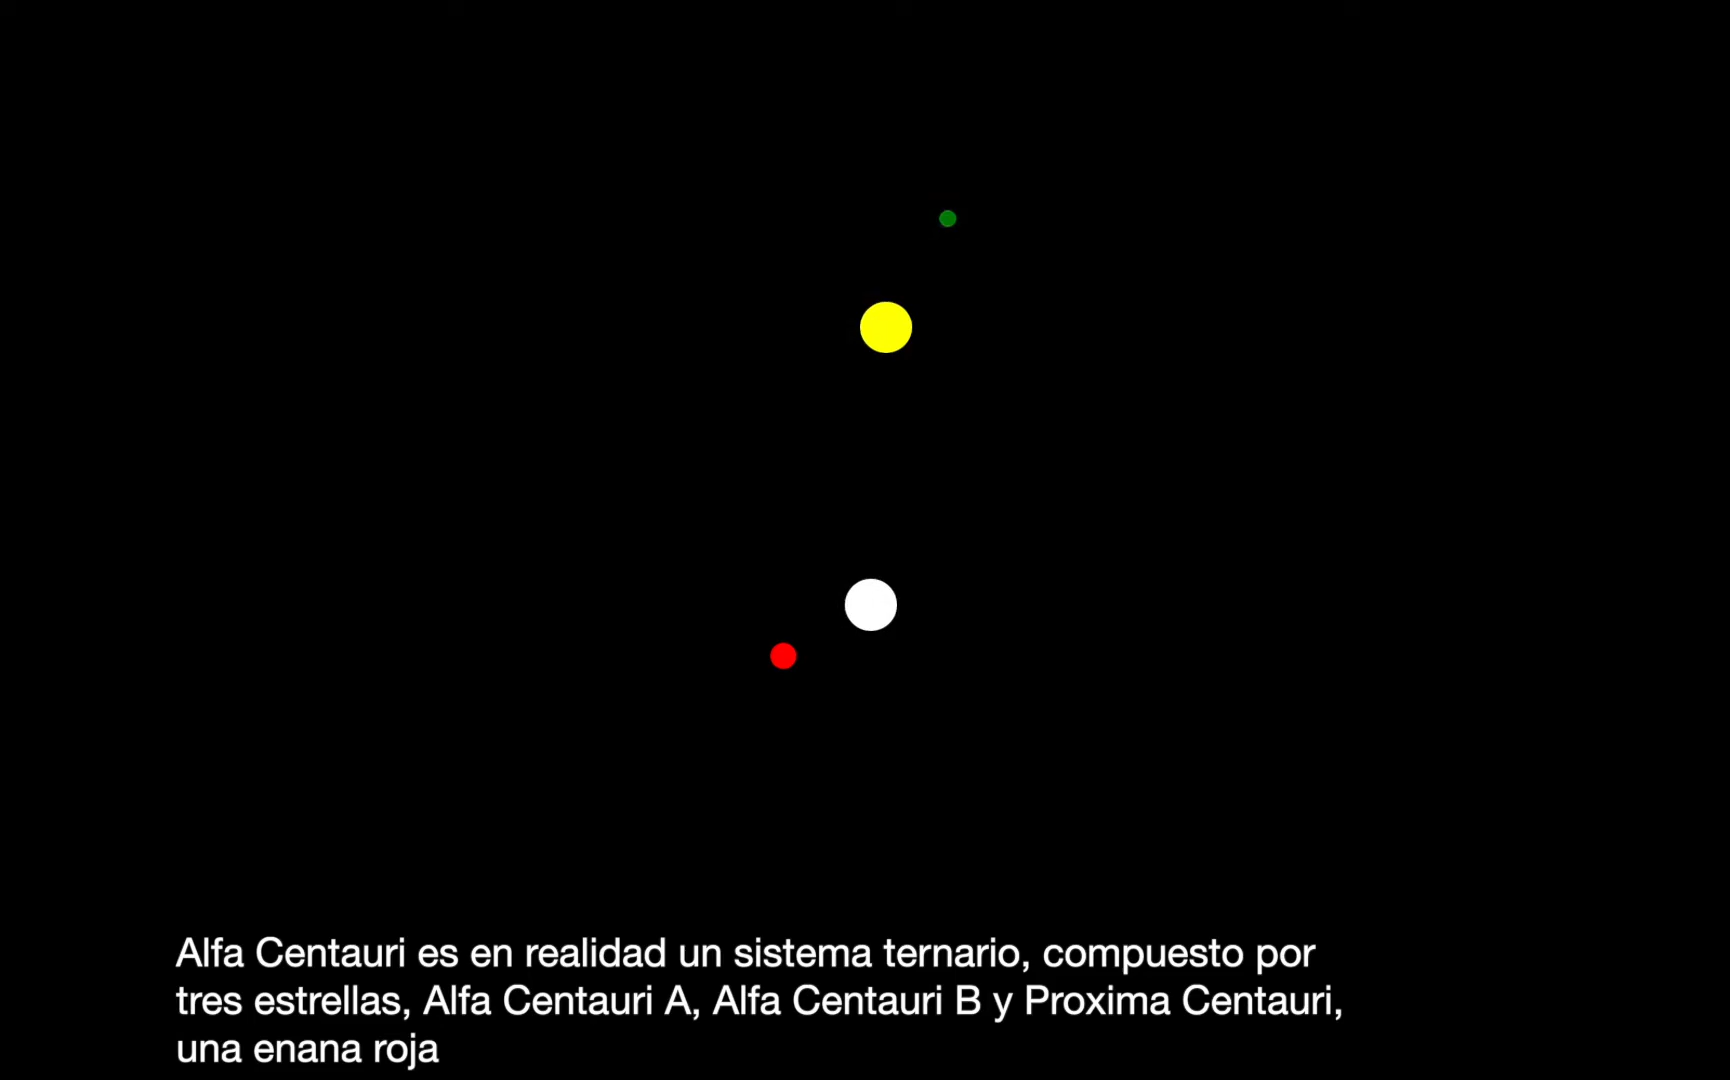 Alfa Centauri es en realidad un sistema ternario, compuesto por
tres estrellas, Alfa Centauri A, Alfa Centauri B y Proxima Centauri,
una enana roja